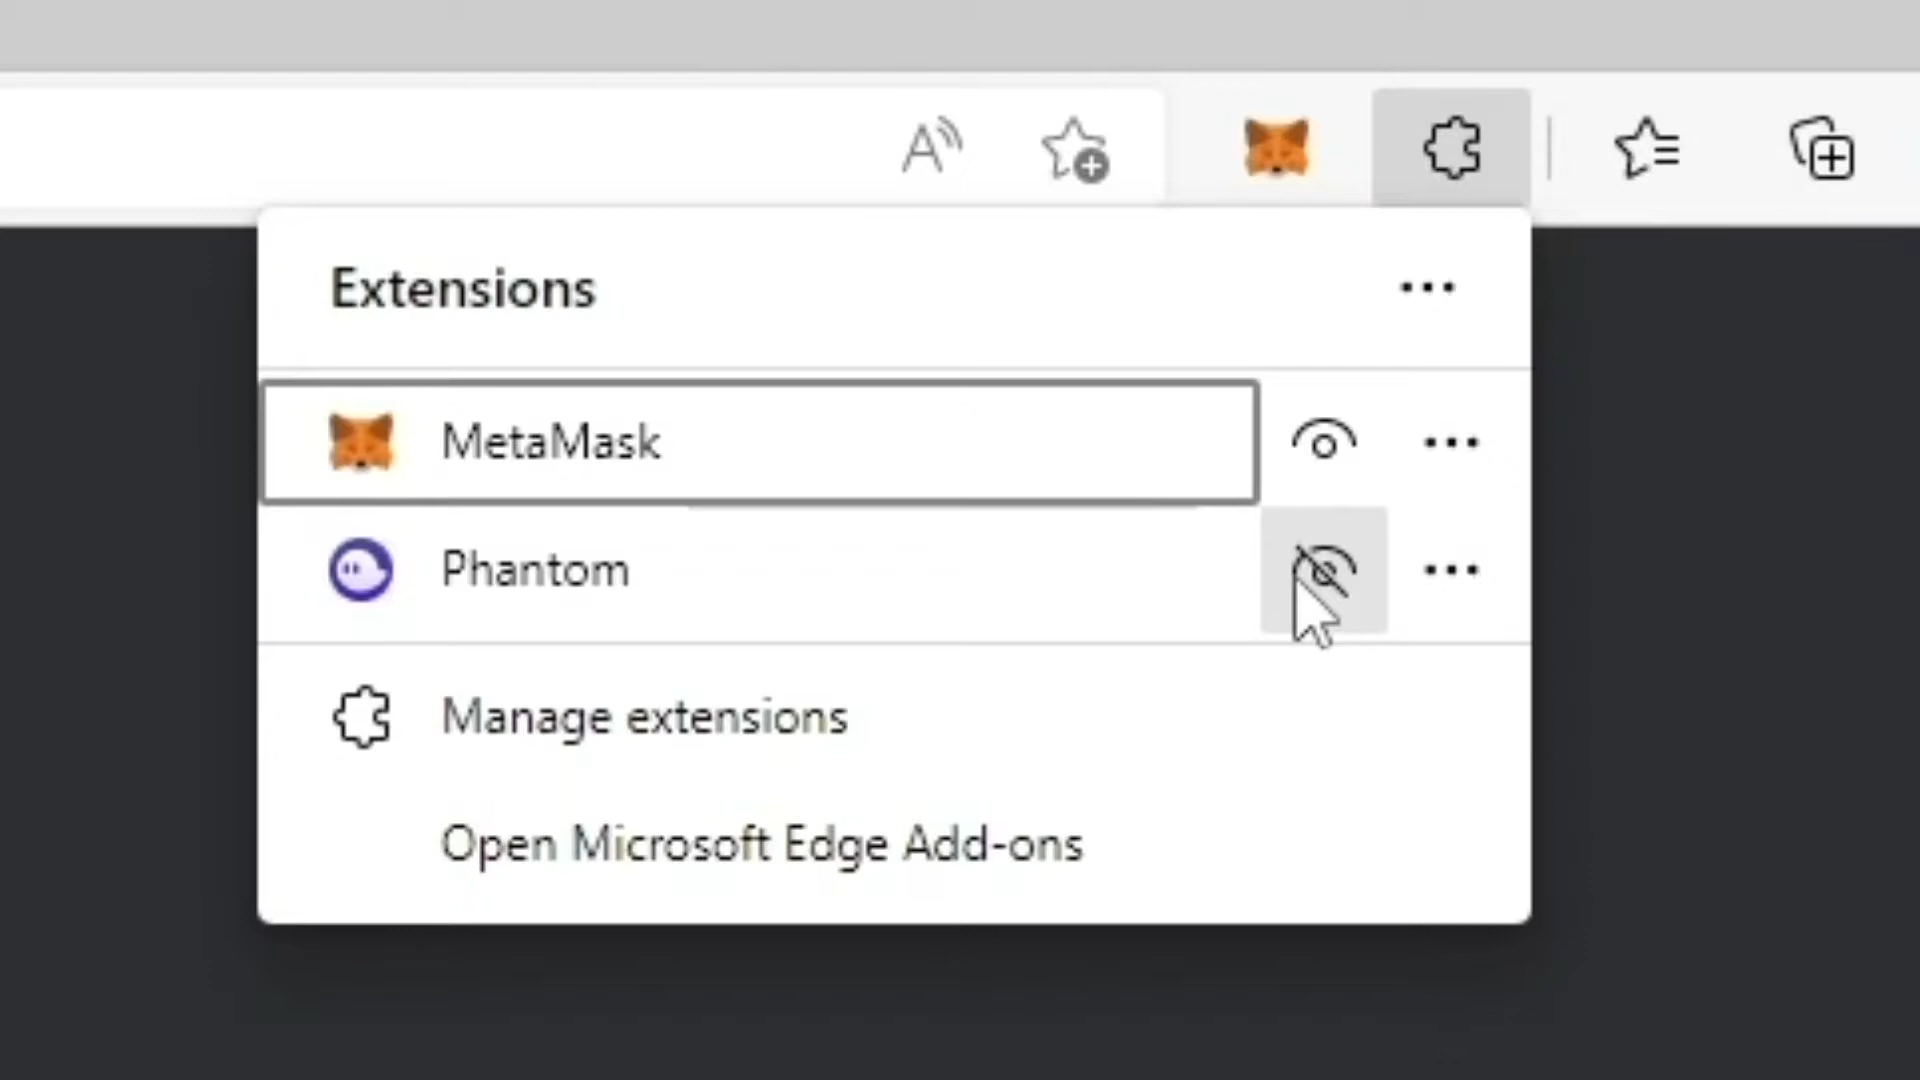 Extensions
MetaMask
Phantom
Manage extensions
Open Microsoft Edge Add-ons